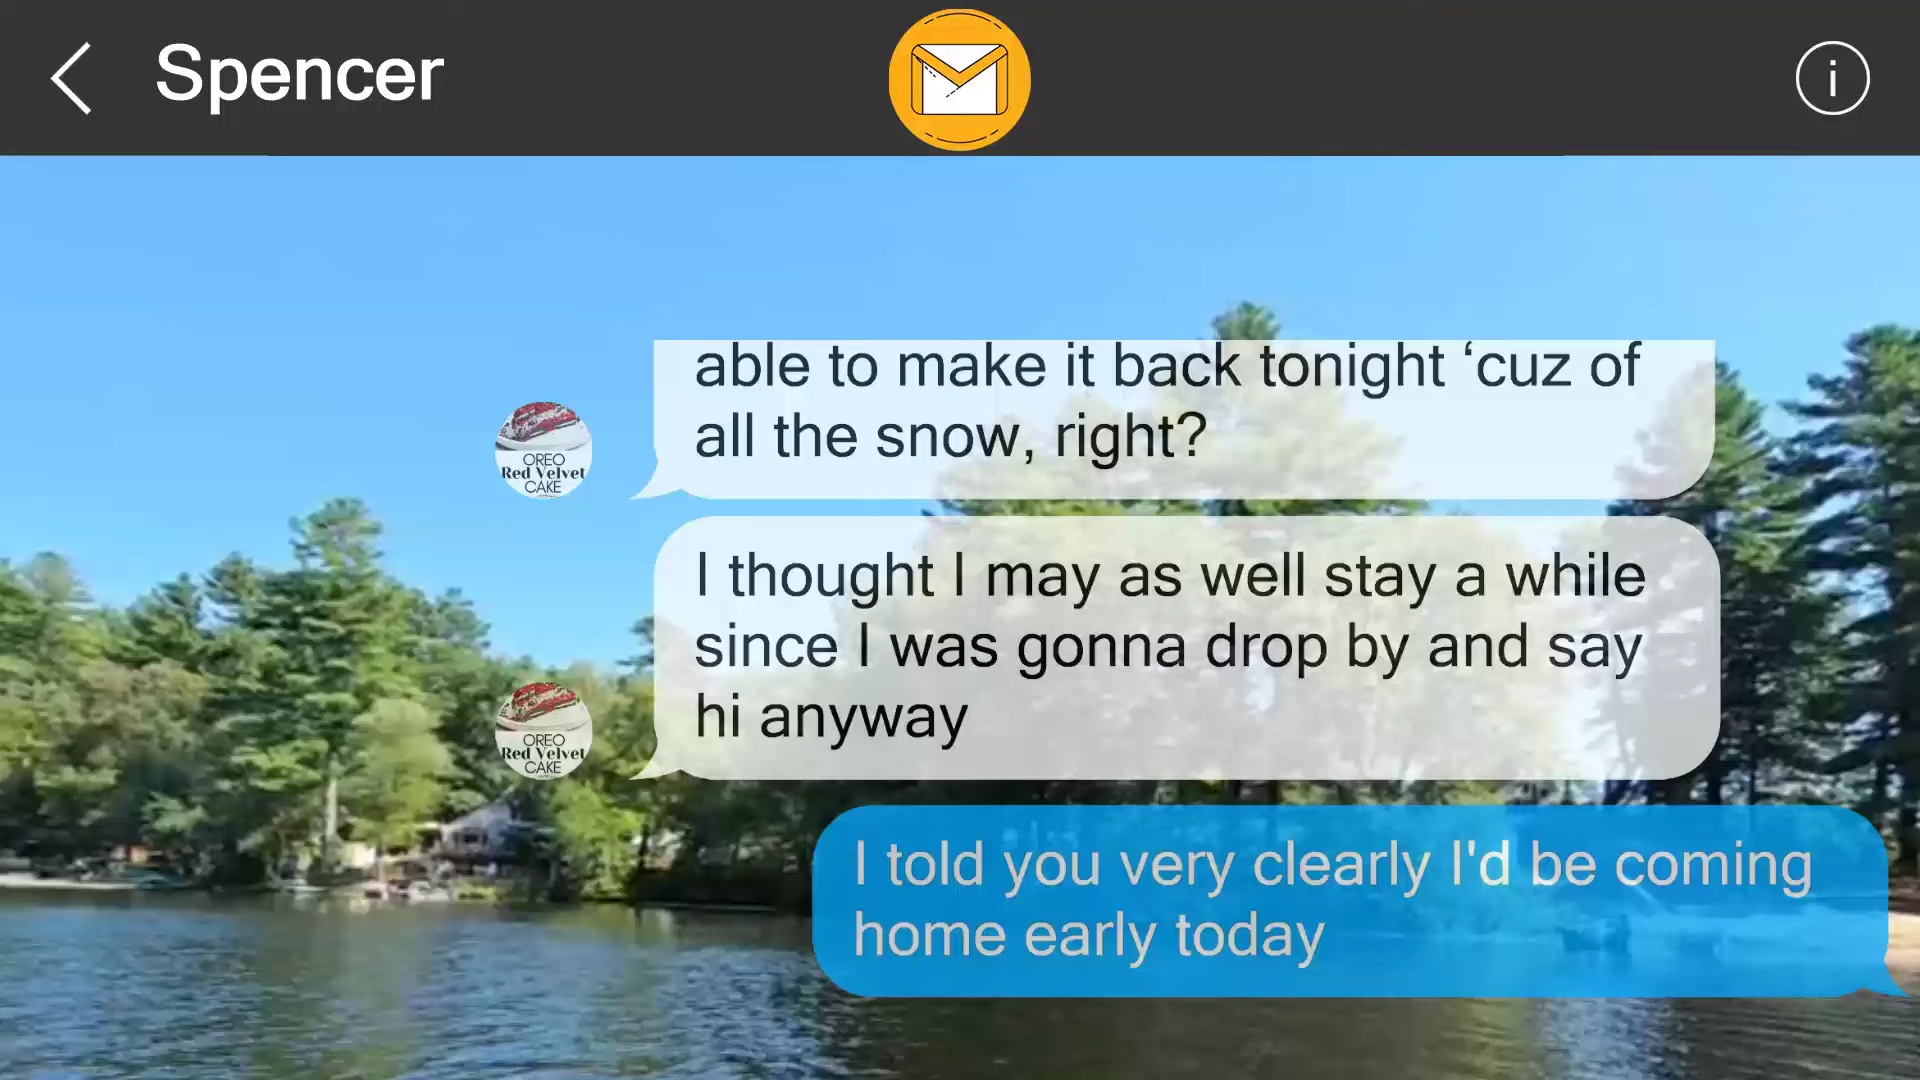 Spencer
i
able to make it back tonight ‘cuz of
all the snow, right?
OREO
Red Velvet
CAKE
I thought I may as well stay a while
since I was gonna drop by and say
hi anyway
OREO
Red Velvet
CAKE
I told you very clearly I'd be coming
home early today